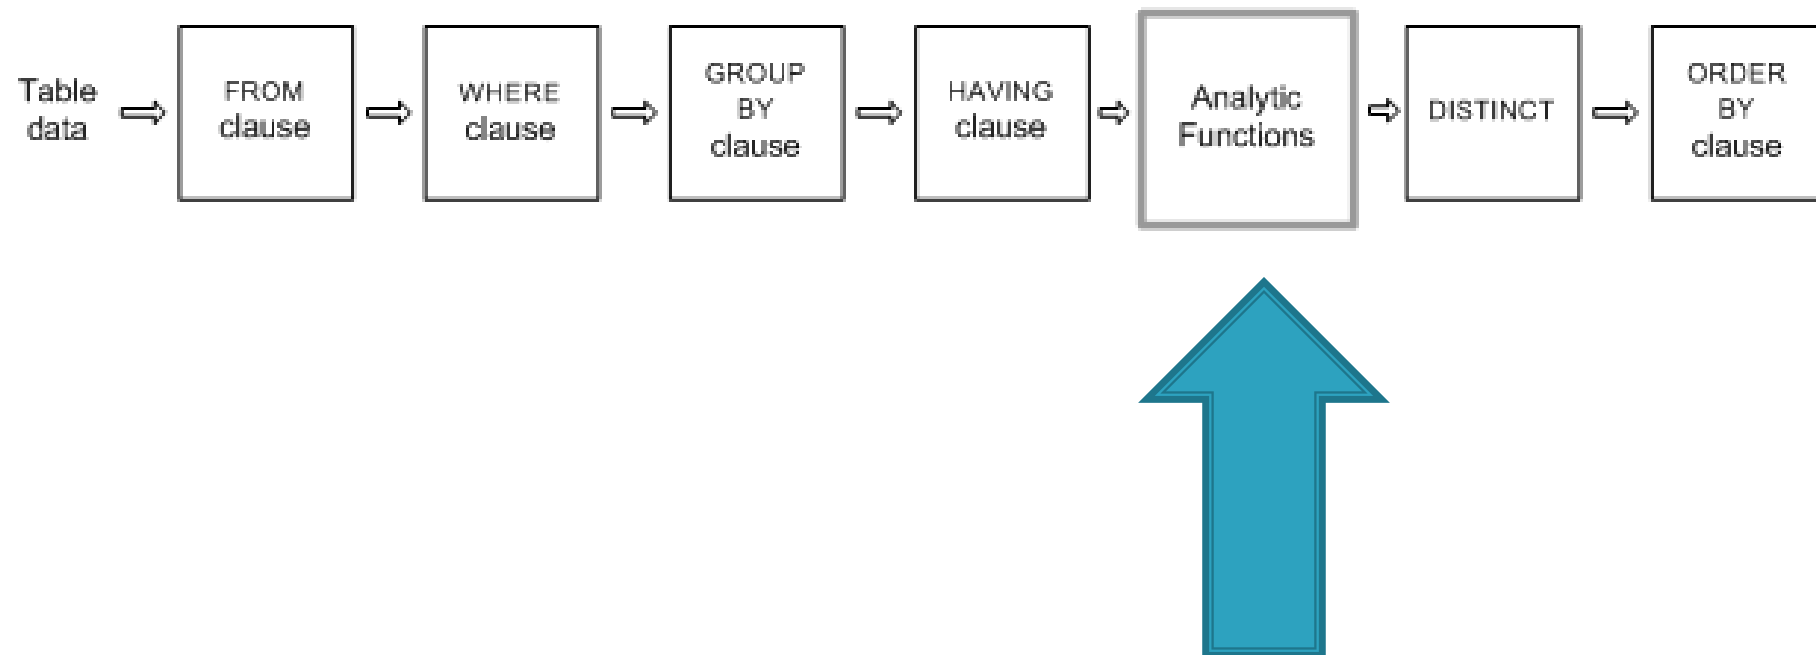 Table
data
FROM
clause
WHERE
clause
GROUP
BY
clause
HAVING
clause
Analytic
Functions
DISTINCT
ORDER
BY
clause